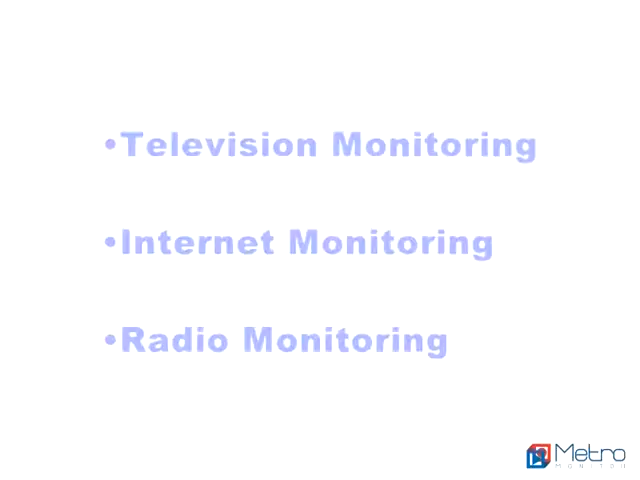 •Television Monitoring
•Internet Monitoring
•Radio Monitoring
Metro
MONITOR